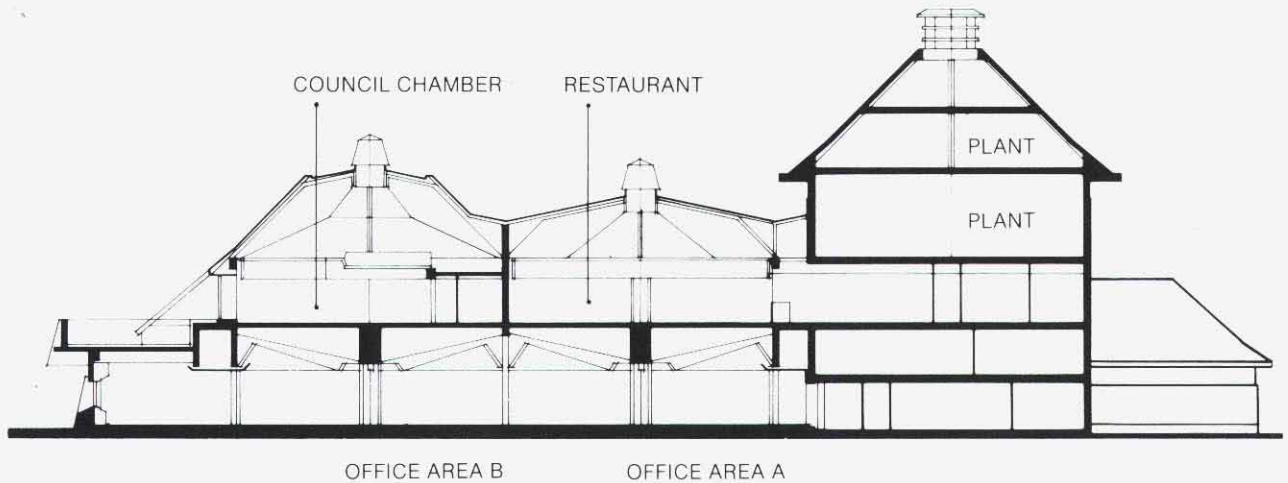 COUNCIL CHAMBER
RESTAURANT
PLANT
PLANT
OFFICE AREA B
OFFICE AREA A